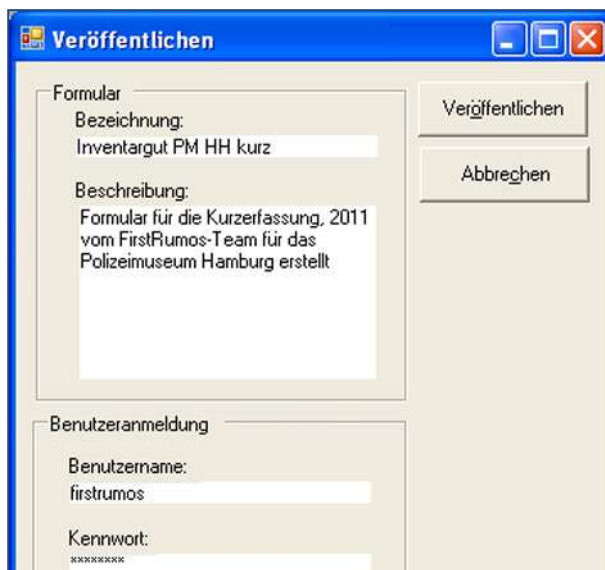 Veröffentlichen
Formular
Bezeichnung:
Inventargut PM HH kurz
Beschreibung:
Formular für die Kurzerfassung, 2011
vom FirstRumos-Team für das
Polizeimuseum Hamburg erstellt
Veröffentlichen
Abbrechen
Benutzeranmeldung
Benutzername:
firstrumos
Kennwort:
********